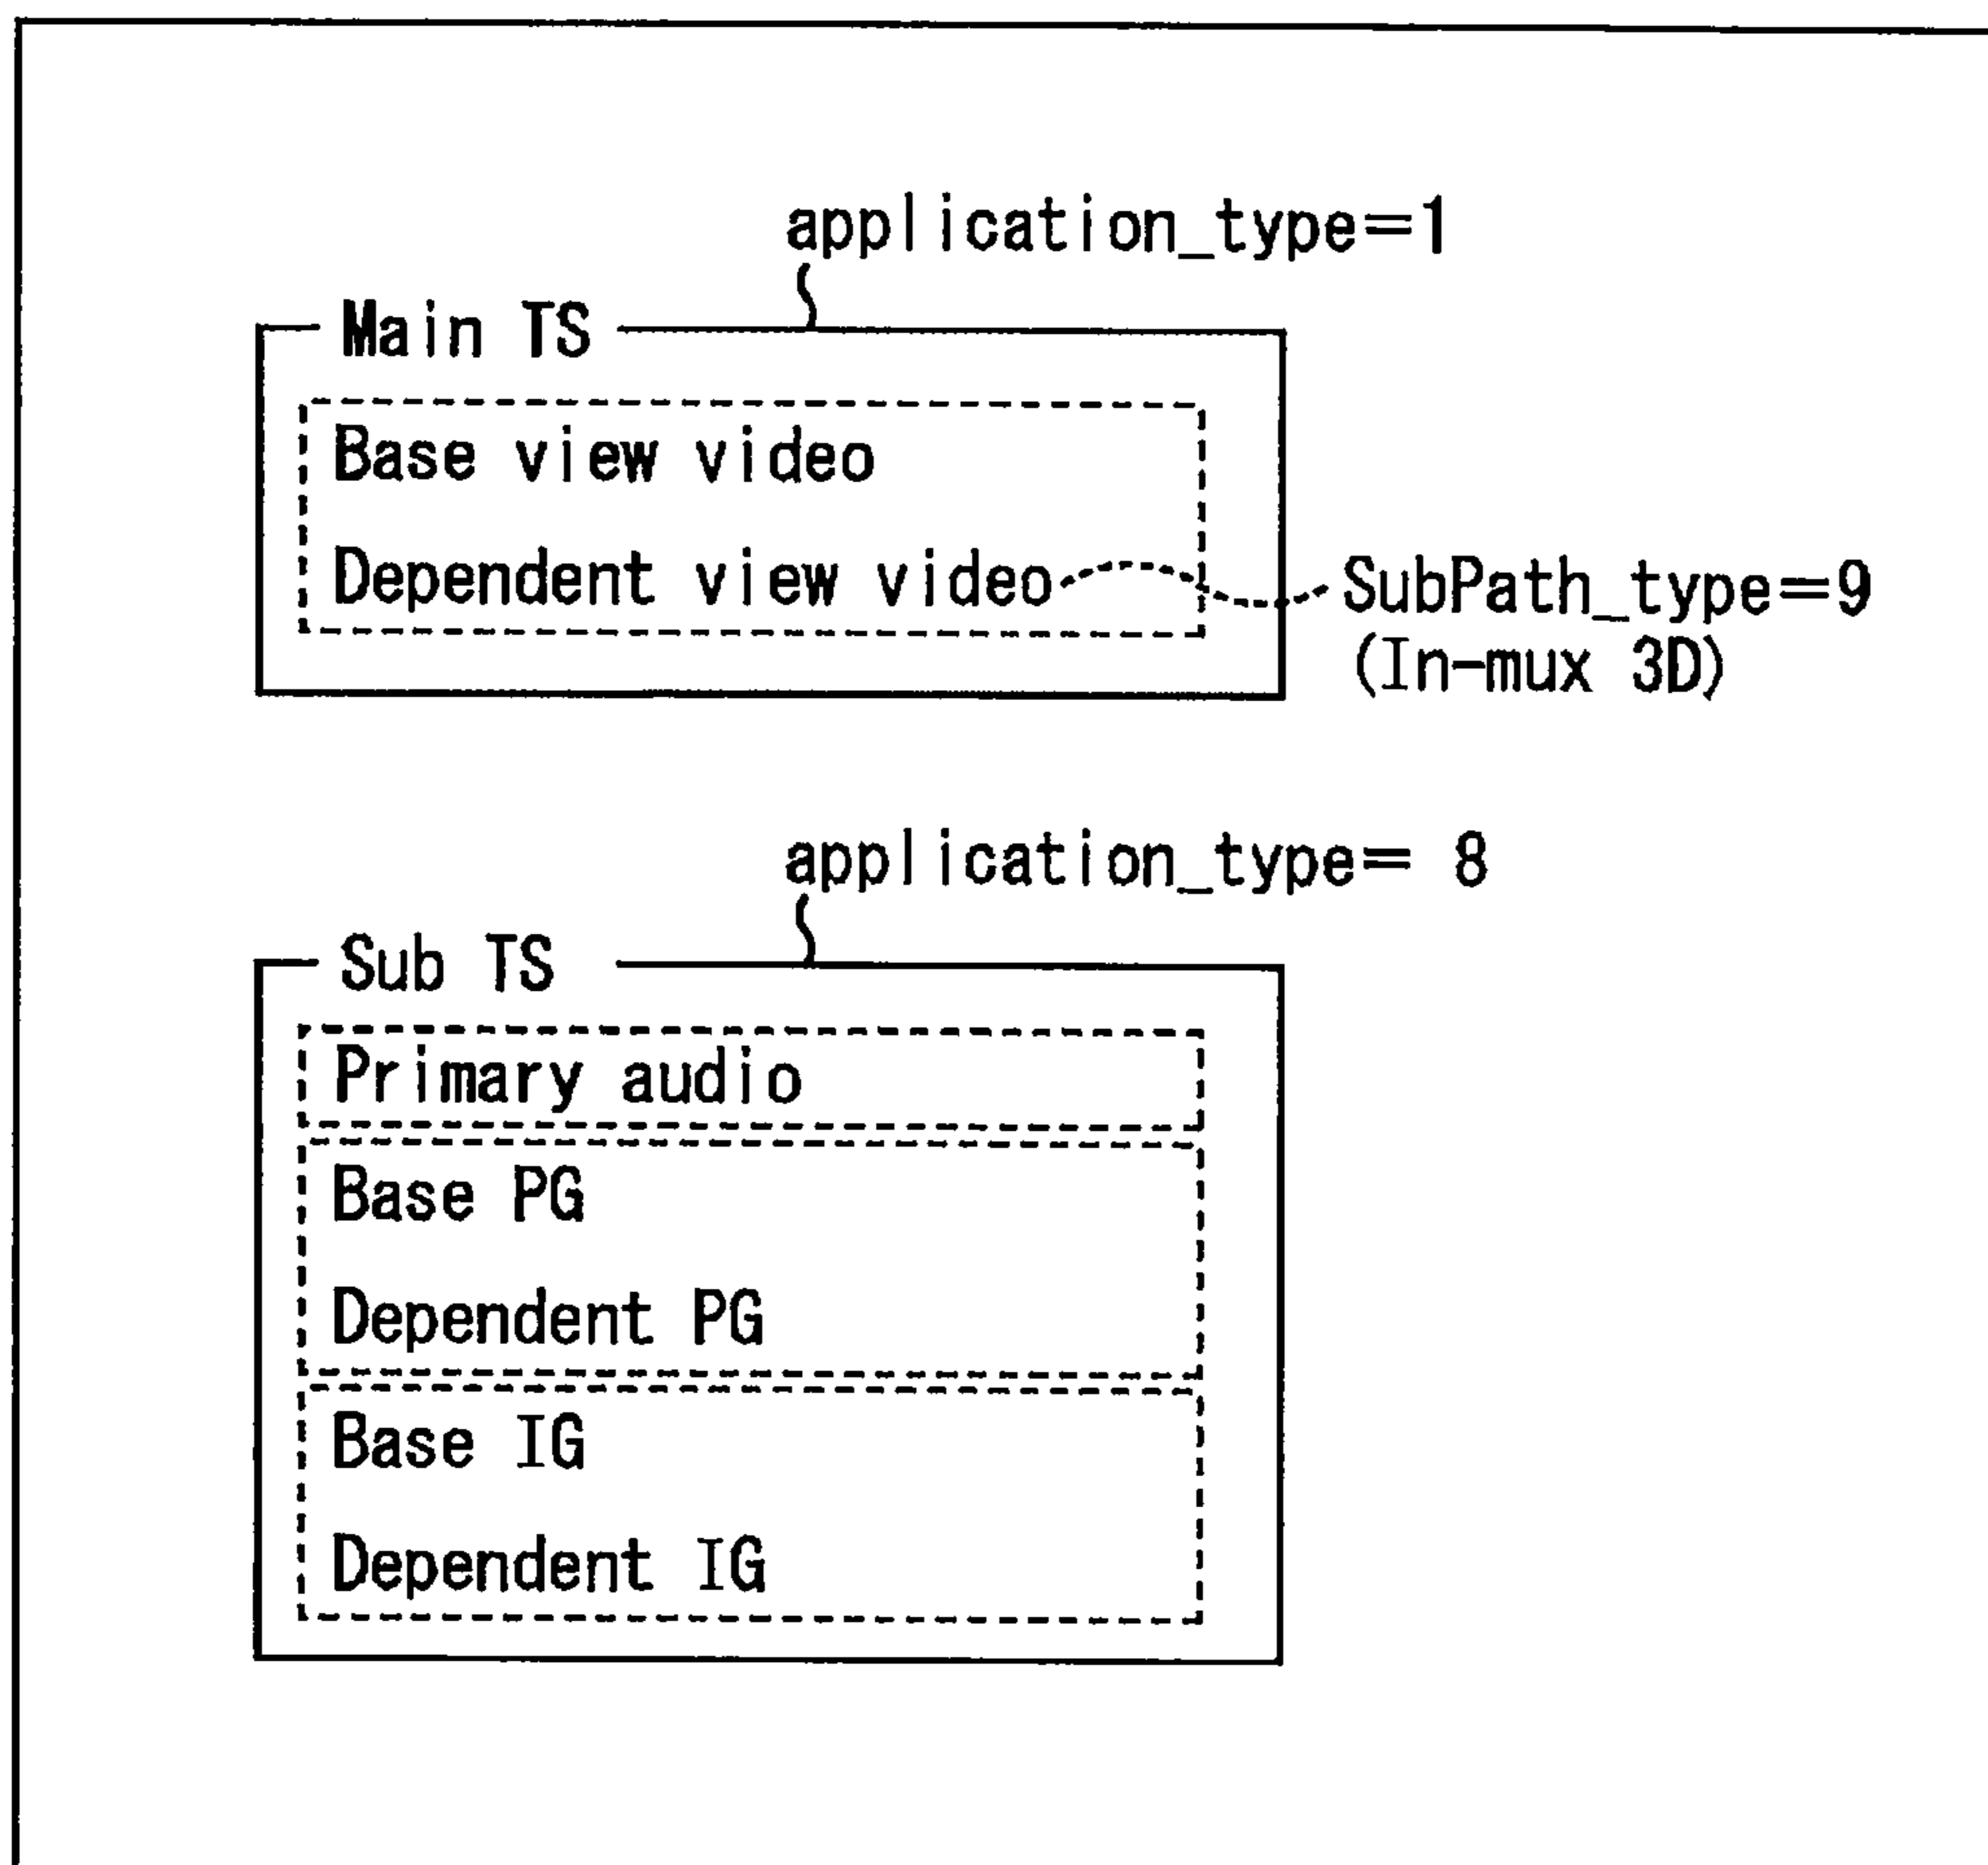 application_type=1
Main TS
Base view video
Dependent view video
SubPath_type=9
(In-mux 3D)
application_type= 8
Sub TS
Primary audio
Base PG
Dependent PG
Base IG
Dependent IG